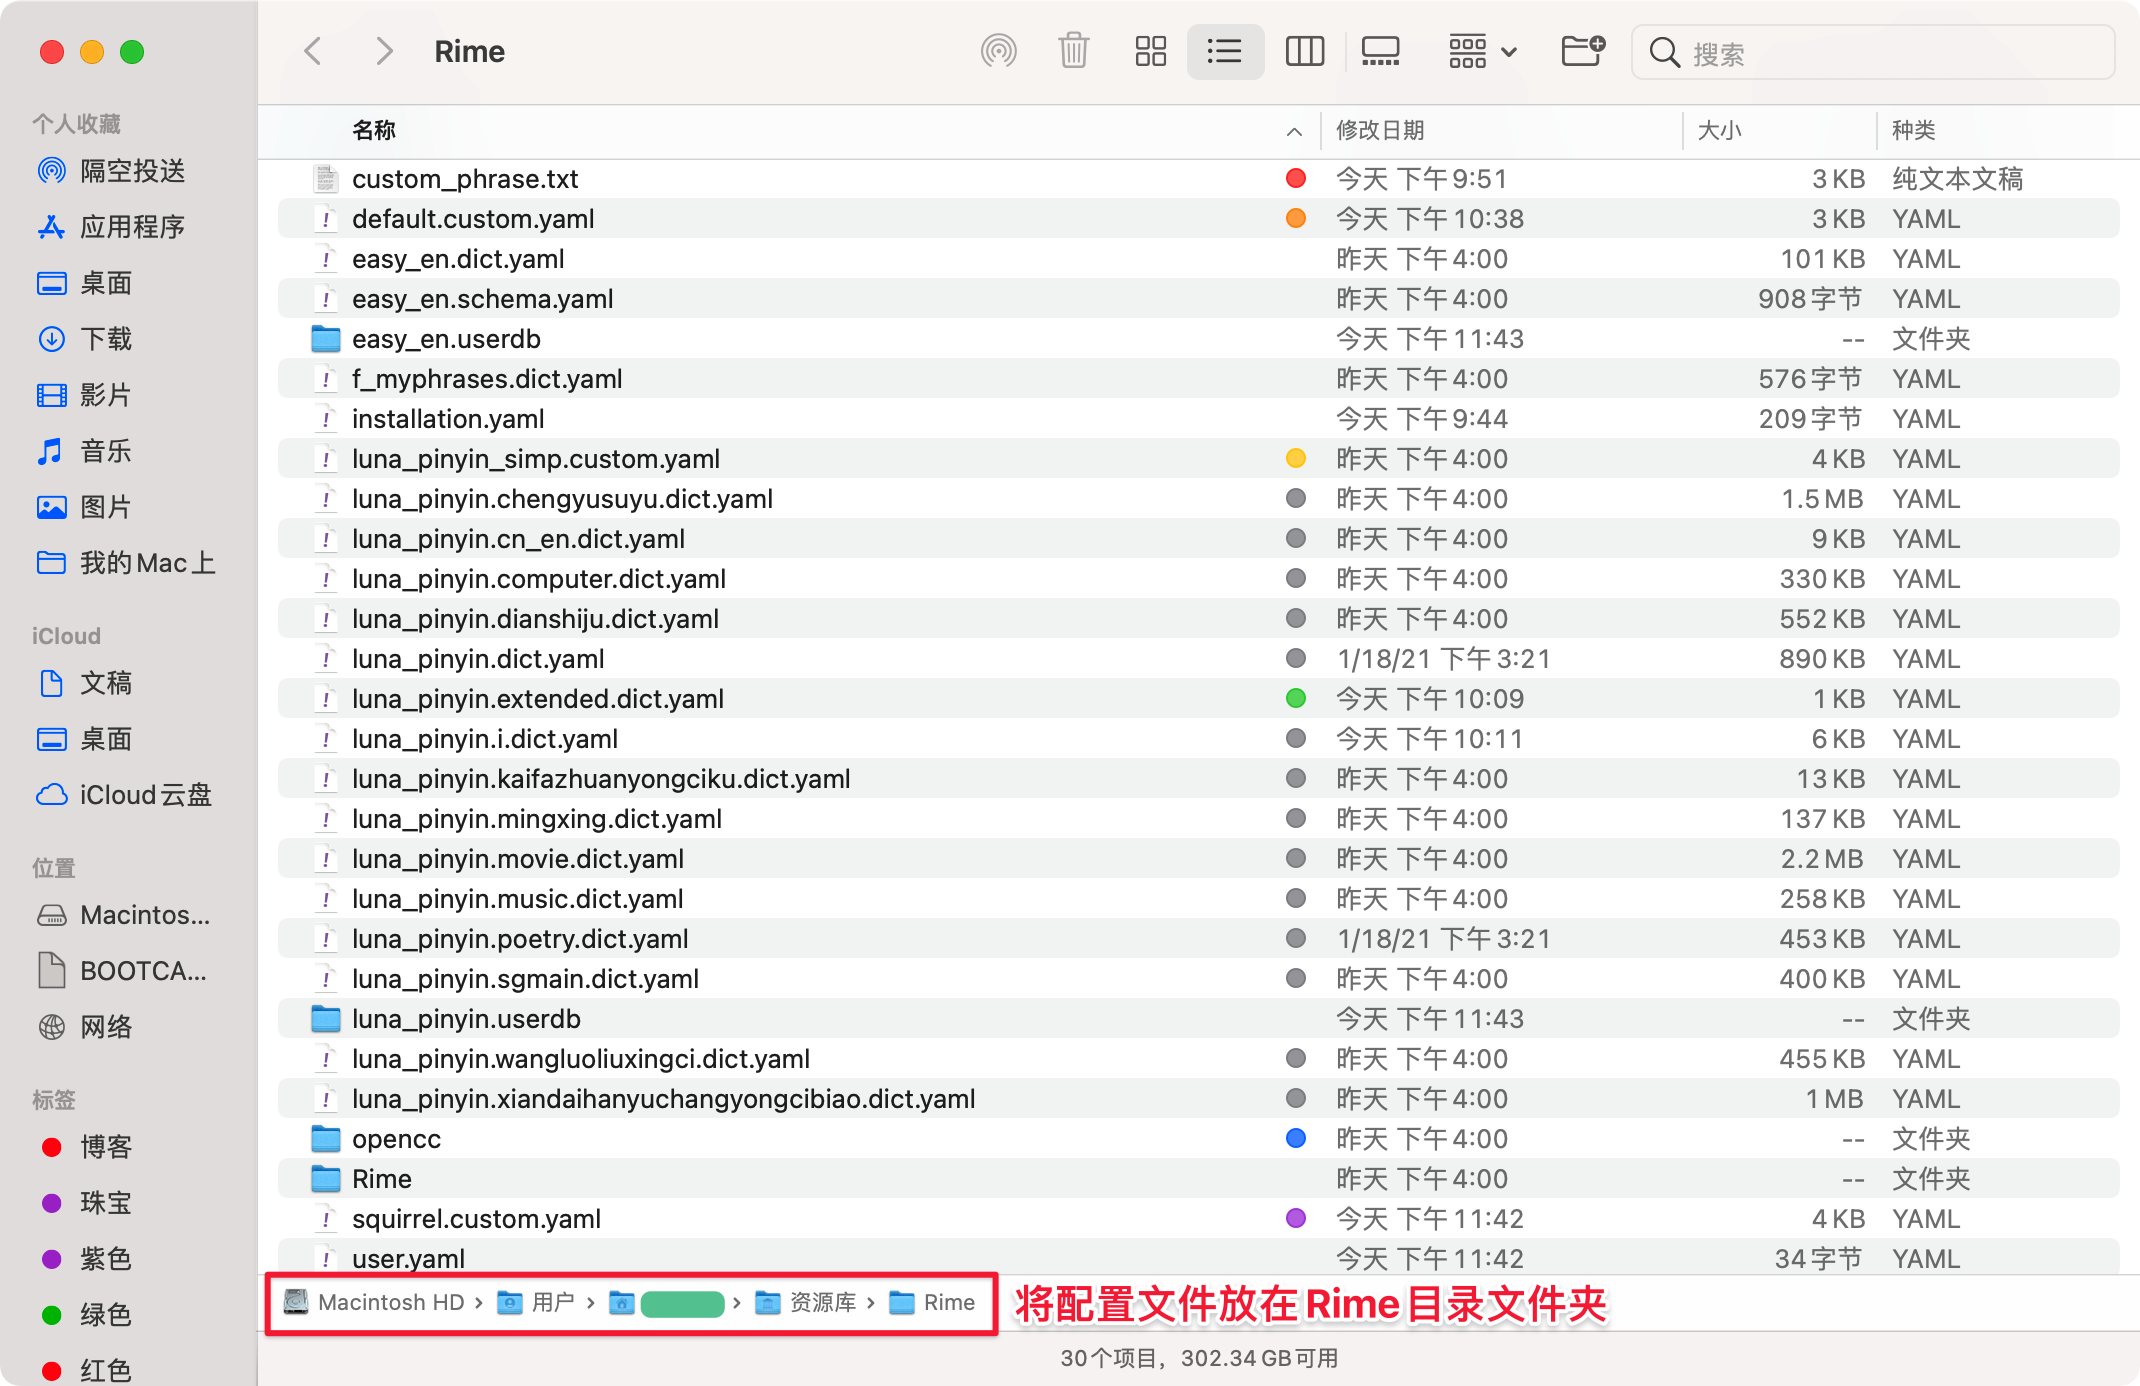 Rime
搜索
个人收藏
隔空投送
应用程序
桌面
下载
影片
音乐
图片
我的Mac上
iCloud
文稿
桌面
iCloud云盘
位置
Macintos...
BOOTCA...
网络
标签
博客
珠宝
紫色
绿色
红色
名称 修改日期 大小 种类
custom_phrase.txt 今天 下午9:51 3 KB 纯文本文稿
default.custom.yaml 今天 下午10:38 3 KB YAML
easy_en.dict.yaml 昨天 下午4:00 101 KB YAML
easy_en.schema.yaml 昨天 下午4:00 908字节 YAML
easy_en.userdb 今天 下午11:43 -- 文件夹
f_myphrases.dict.yaml 昨天 下午4:00 576字节 YAML
installation.yaml 今天 下午9:44 209字节 YAML
luna_pinyin_simp.custom.yaml 昨天 下午4:00 4 KB YAML
luna_pinyin.chengyusuyu.dict.yaml 昨天 下午4:00 1.5 MB YAML
luna_pinyin.cn_en.dict.yaml 昨天 下午4:00 9 KB YAML
luna_pinyin.computer.dict.yaml 昨天 下午4:00 330 KB YAML
luna_pinyin.dianshiju.dict.yaml 昨天 下午4:00 552 KB YAML
luna_pinyin.dict.yaml 1/18/21 下午3:21 890 KB YAML
luna_pinyin.extended.dict.yaml 今天 下午10:09 1 KB YAML
luna_pinyin.i.dict.yaml 今天 下午10:11 6 KB YAML
luna_pinyin.kaifazhuanyongciku.dict.yaml 昨天 下午4:00 13 KB YAML
luna_pinyin.mingxing.dict.yaml 昨天 下午4:00 137 KB YAML
luna_pinyin.movie.dict.yaml 昨天 下午4:00 2.2 MB YAML
luna_pinyin.music.dict.yaml 昨天 下午4:00 258 KB YAML
luna_pinyin.poetry.dict.yaml 1/18/21 下午3:21 453 KB YAML
luna_pinyin.sgmain.dict.yaml 昨天 下午4:00 400 KB YAML
luna_pinyin.userdb 今天 下午11:43 -- 文件夹
luna_pinyin.wangluoliuxingci.dict.yaml 昨天 下午4:00 455 KB YAML
luna_pinyin.xiandaihanyuchangyongcibiao.dict.yaml 昨天 下午4:00 1 MB YAML
opencc 昨天 下午4:00 -- 文件夹
Rime 昨天 下午4:00 -- 文件夹
squirrel.custom.yaml 今天 下午11:42 4 KB YAML
user.yaml 今天 下午11:42 34字节 YAML
Macintosh HD › 用户 › › 资源库 › Rime
将配置文件放在Rime目录文件夹
30个项目，302.34 GB可用